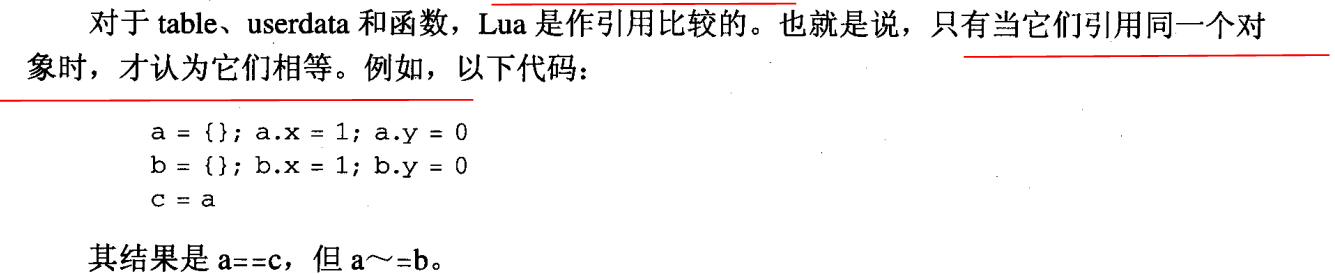 对于 table、userdata 和函数，Lua 是作引用比较的。也就是说，只有当它们引用同一个对
象时，才认为它们相等。例如，以下代码：
a = {}; a.x = 1; a.y = 0
b = {}; b.x = 1; b.y = 0
c = a
其结果是 a==c，但 a～=b。